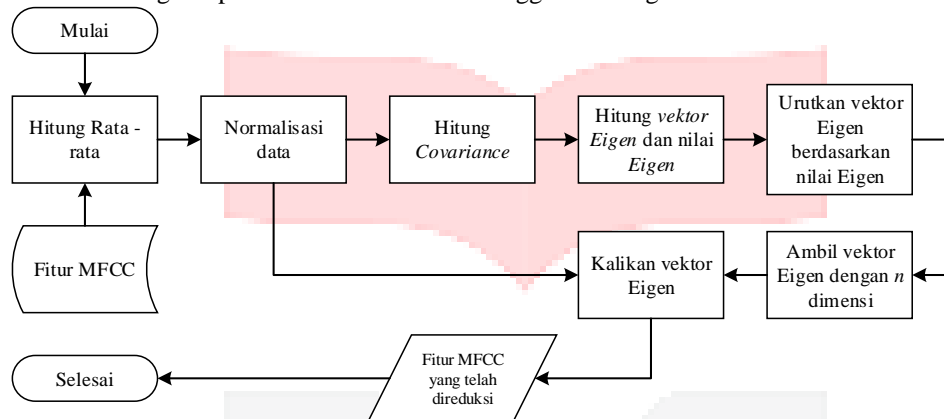 Mulai
Hitung Rata -
rata
Normalisasi
data
Hitung
Covariance
Hitung vektor
Eigen dan nilai
Eigen
Urutkan vektor
Eigen
berdasarkan
nilai Eigen
Fitur MFCC
Kalikan vektor
Eigen
Ambil vektor
Eigen dengan n
dimensi
Selesai
Fitur MFCC
yang telah
direduksi